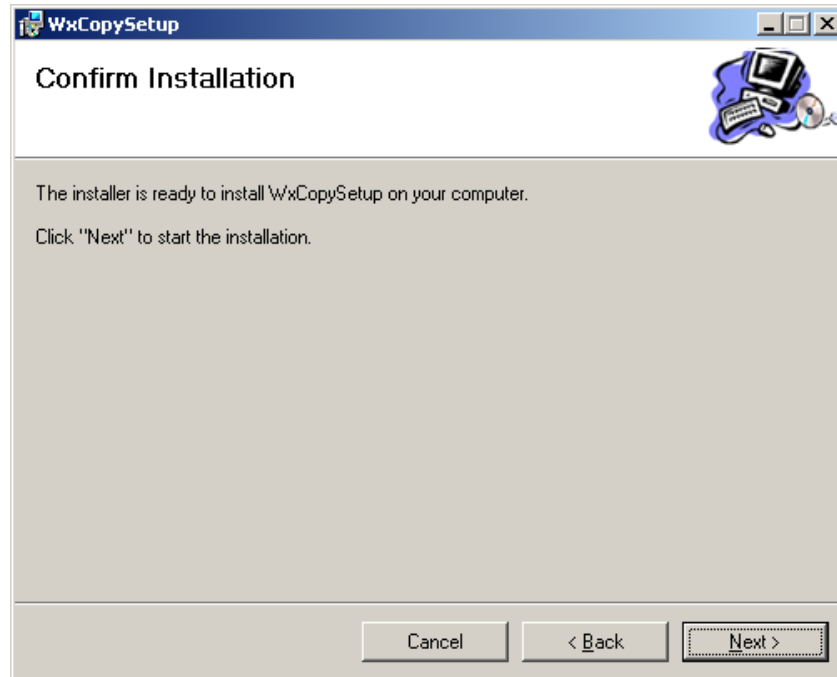 WxCopySetup
Confirm Installation
The installer is ready to install WxCopySetup on your computer.
Click "Next" to start the installation.
Cancel
< Back
Next >